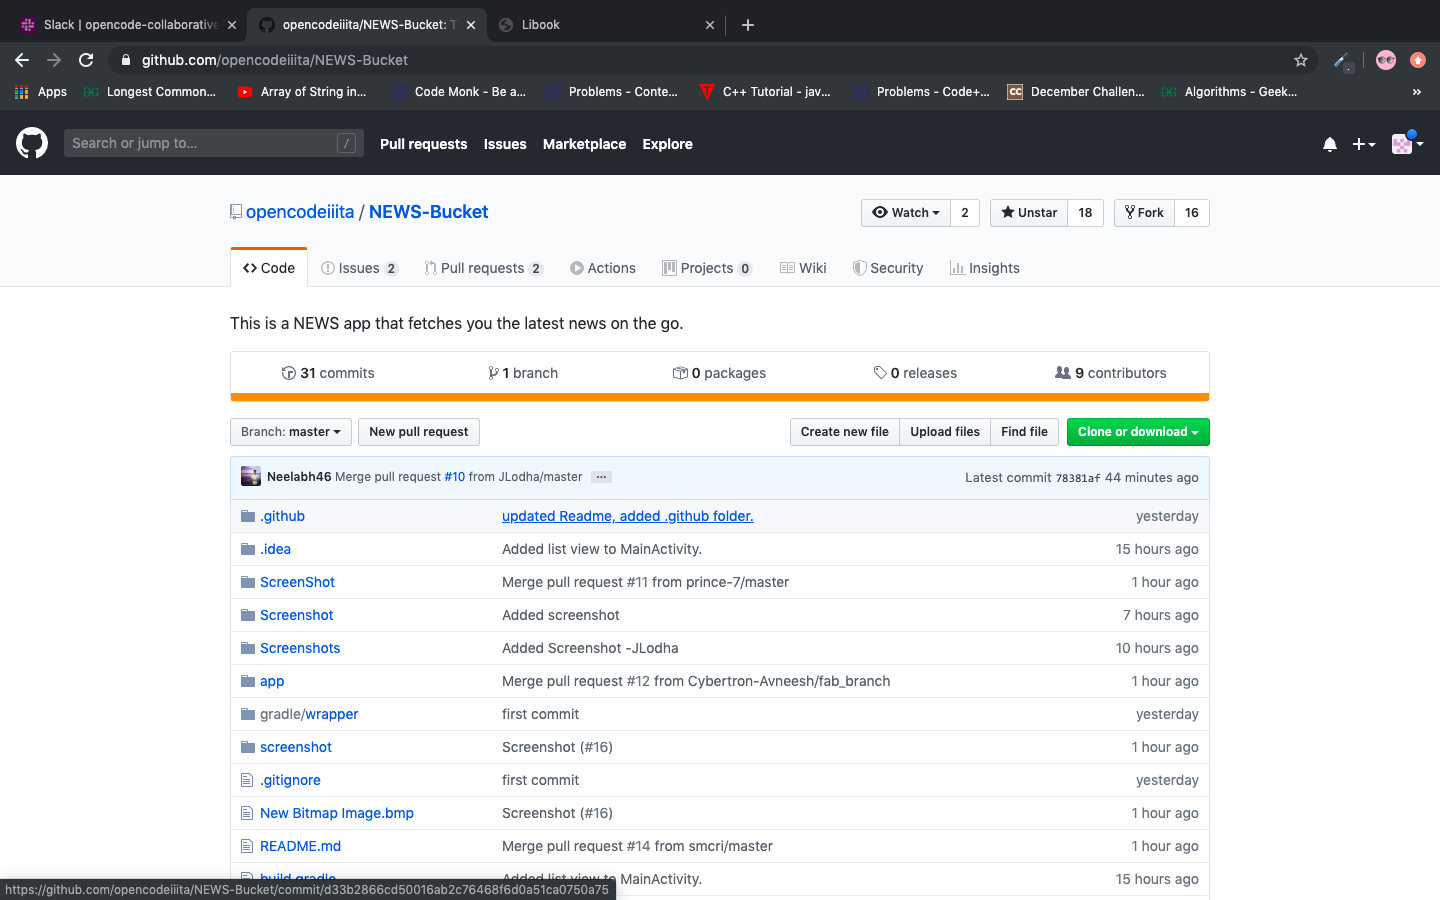 Slack | opencode-collaborative
opencodeiiita/NEWS-Bucket: T
Libook
github.com/opencodeiiita/NEWS-Bucket
Apps
Longest Common...
Array of String in...
Code Monk - Be a...
Problems - Conte...
C++ Tutorial - jav...
Problems - Code+...
CC
December Challen...
Algorithms - Geek...
»
Search or jump to...
/
Pull requests
Issues
Marketplace
Explore
opencodeiiita / NEWS-Bucket
Watch 2
Unstar 18
Fork 16
Code
Issues 2
Pull requests 2
Actions
Projects 0
Wiki
Security
Insights
This is a NEWS app that fetches you the latest news on the go.
31 commits
1 branch
0 packages
0 releases
9 contributors
Branch: master
New pull request
Create new file
Upload files
Find file
Clone or download
Neelabh46 Merge pull request #10 from JLodha/master ...
Latest commit 78381af 44 minutes ago
.github updated Readme, added .github folder. yesterday
.idea Added list view to MainActivity. 15 hours ago
ScreenShot Merge pull request #11 from prince-7/master 1 hour ago
Screenshot Added screenshot 7 hours ago
Screenshots Added Screenshot -JLodha 10 hours ago
app Merge pull request #12 from Cybertron-Avneesh/fab_branch 1 hour ago
gradle/wrapper first commit yesterday
screenshot Screenshot (#16) 1 hour ago
.gitignore first commit yesterday
New Bitmap Image.bmp Screenshot (#16) 1 hour ago
README.md Merge pull request #14 from smcri/master 1 hour ago
build.gradle Added list view to MainActivity. 15 hours ago
https://github.com/opencodeiiita/NEWS-Bucket/commit/d33b2866cd50016ab2c76468f6d0a51ca0750a75